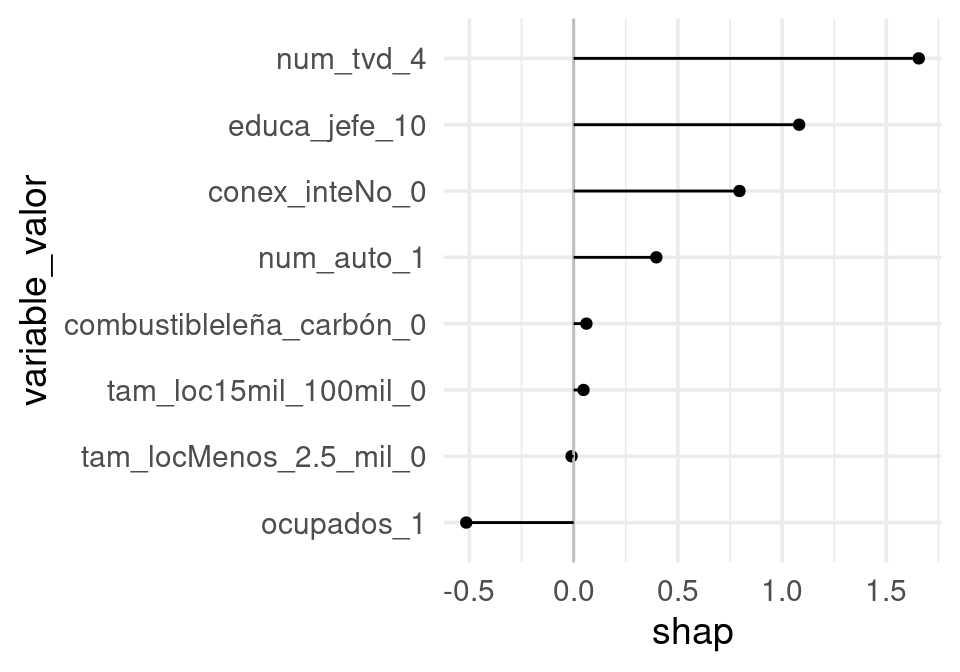 variable_valor
num_tvd_4
educa_jefe_10
conex_inteNo_0
num_auto_1
combustibleleña_carbón_0
tam_loc15mil_100mil_0
tam_locMenos_2.5_mil_0
ocupados_1
-0.5 0.0 0.5 1.0 1.5
shap